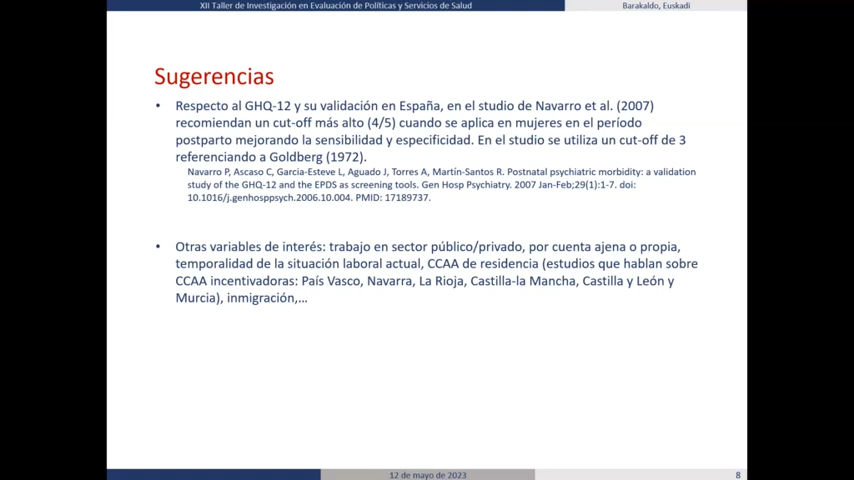 XII Taller de Investigación en Evaluación de Políticas y Servicios de Salud
Barakaldo, Euskadi
Sugerencias
• Respecto al GHQ-12 y su validación en España, en el estudio de Navarro et al. (2007)
recomiendan un cut-off más alto (4/5) cuando se aplica en mujeres en el período
postparto mejorando la sensibilidad y especificidad. En el estudio se utiliza un cut-off de 3
referenciando a Goldberg (1972).
Navarro P, Ascaso C, Garcia-Esteve L, Aguado J, Torres A, Martín-Santos R. Postnatal psychiatric morbidity: a validation
study of the GHQ-12 and the EPDS as screening tools. Gen Hosp Psychiatry. 2007 Jan-Feb;29(1):1-7. doi:
10.1016/j.genhosppsych.2006.10.004. PMID: 17189737.
• Otras variables de interés: trabajo en sector público/privado, por cuenta ajena o propia,
temporalidad de la situación laboral actual, CCAA de residencia (estudios que hablan sobre
CCAA incentivadoras: País Vasco, Navarra, La Rioja, Castilla-la Mancha, Castilla y León y
Murcia), inmigración,...
12 de mayo de 2023
8